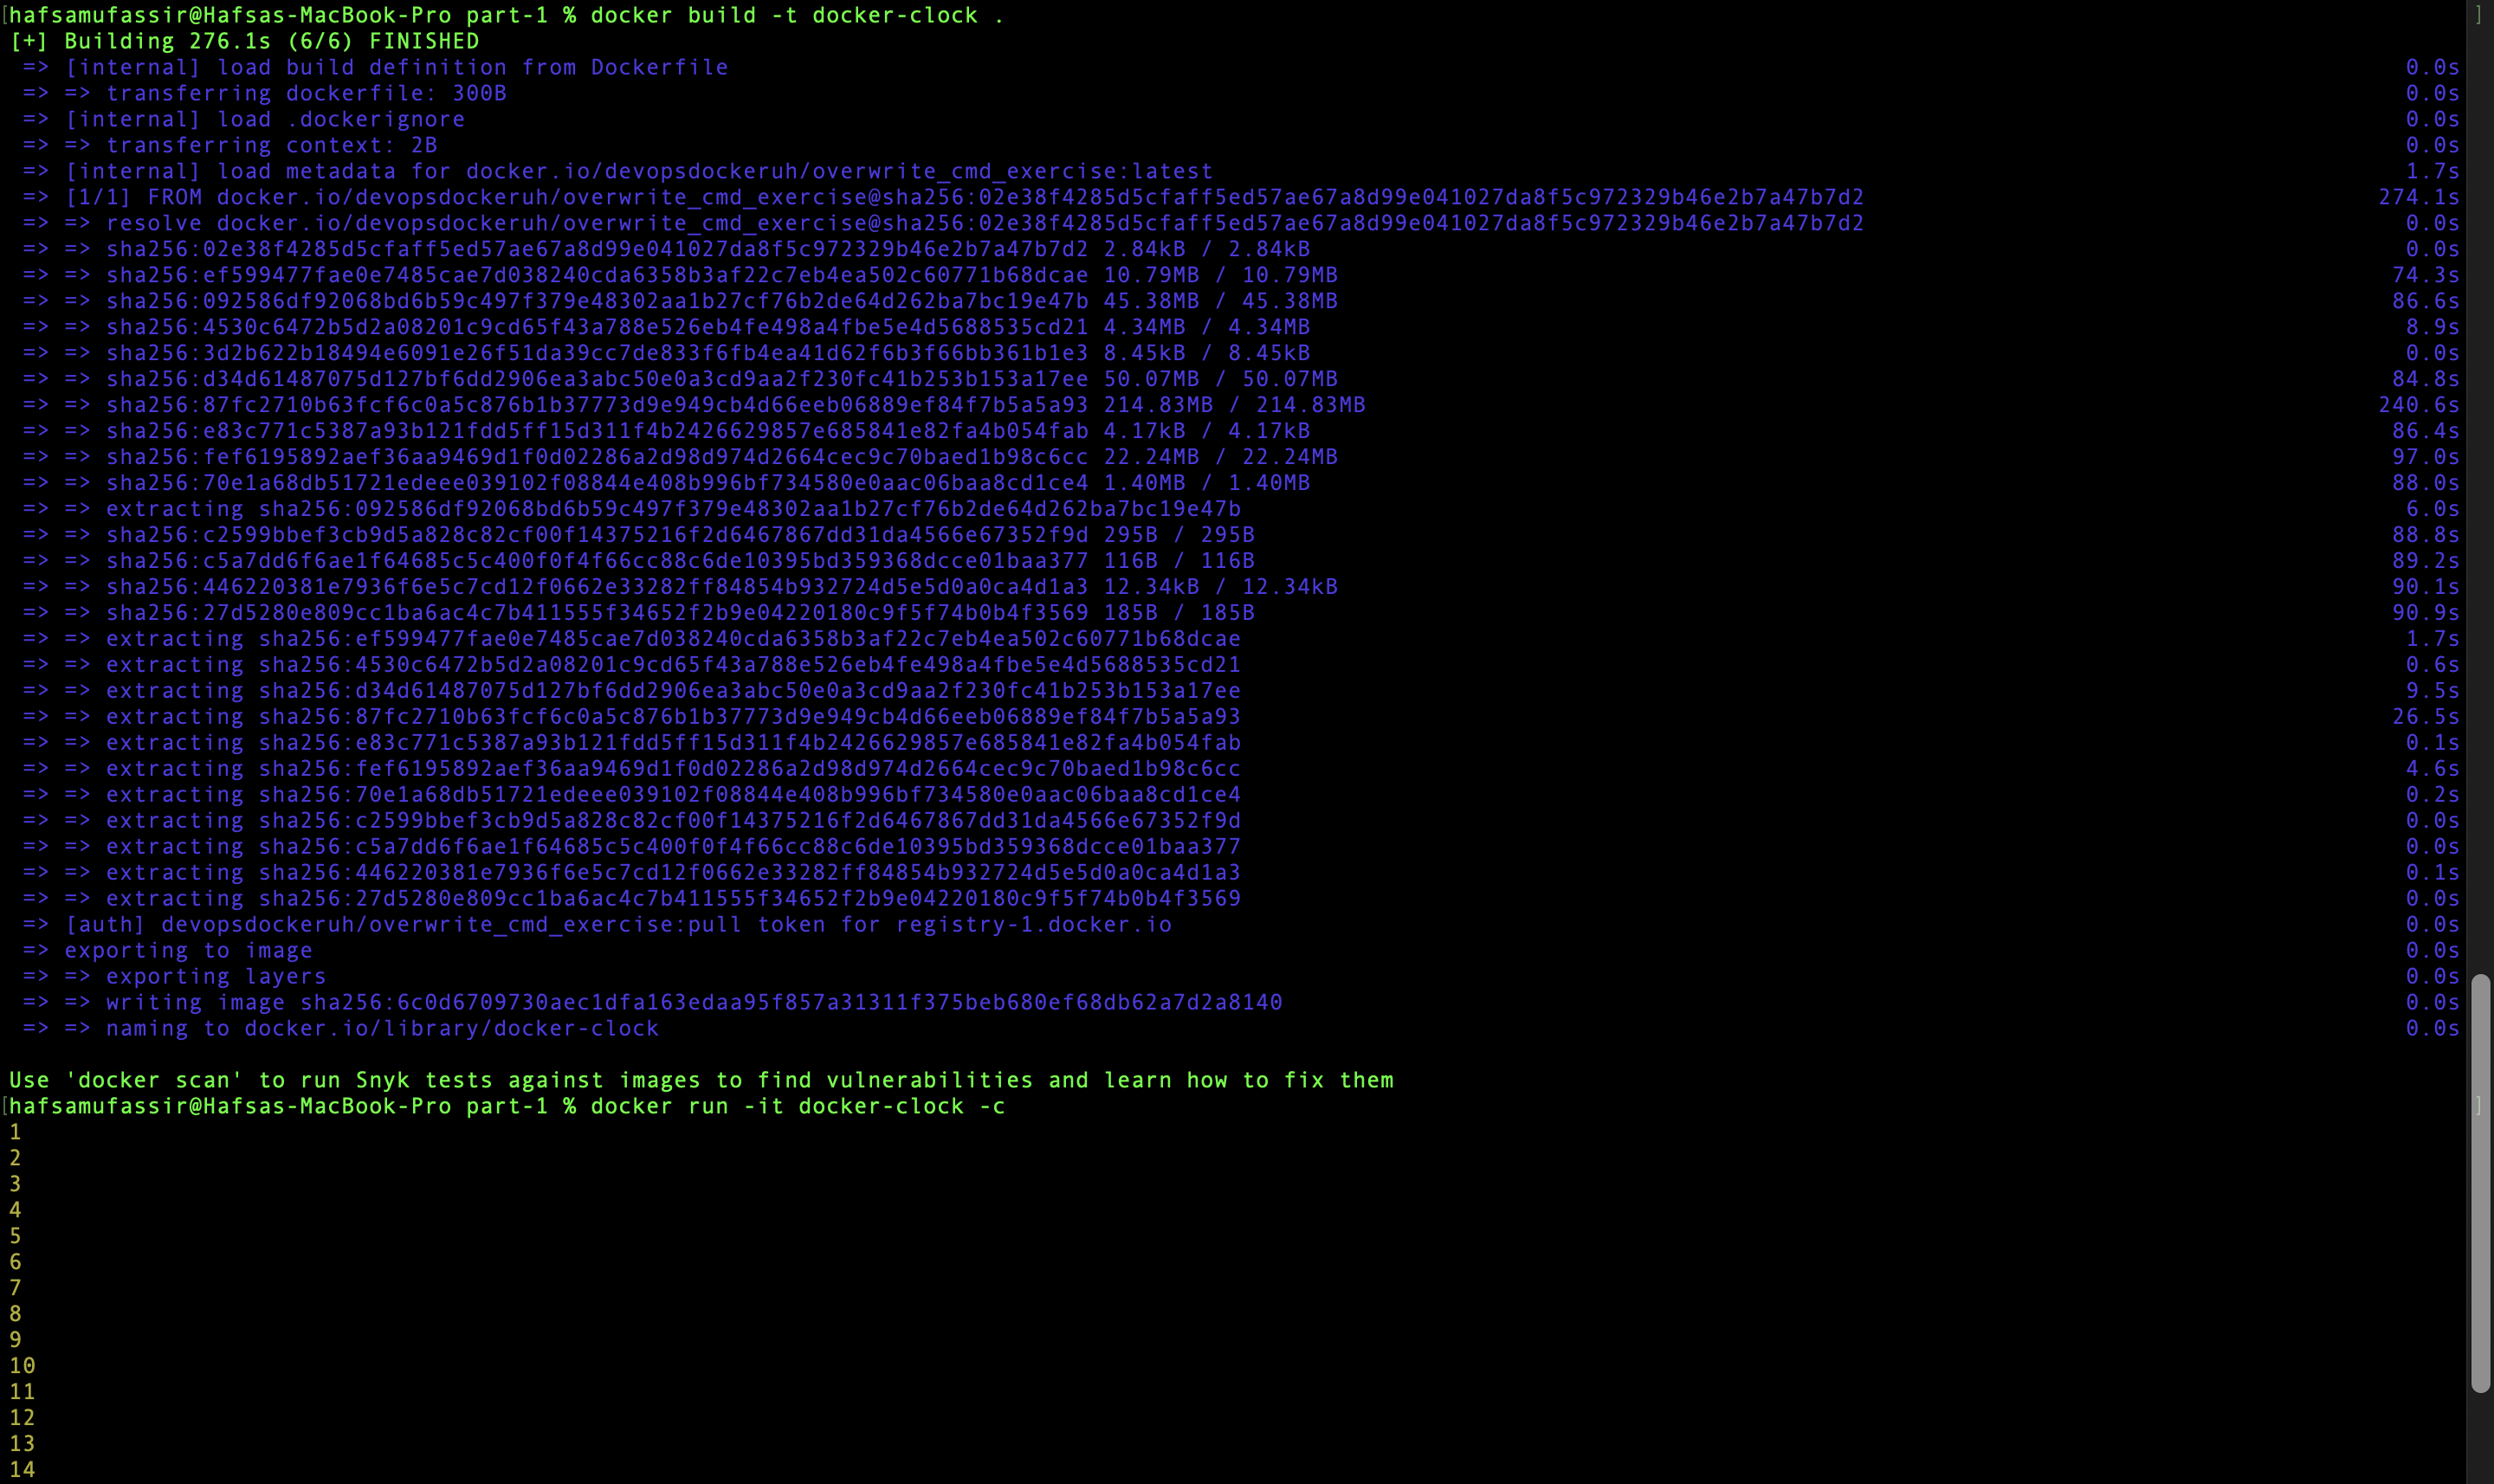 [hafsamufassir@Hafsas-MacBook-Pro part-1 % docker build -t docker-clock . ]
[+] Building 276.1s (6/6) FINISHED
=> [internal] load build definition from Dockerfile 0.0s
=> => transferring dockerfile: 300B 0.0s
=> [internal] load .dockerignore 0.0s
=> => transferring context: 2B 0.0s
=> [internal] load metadata for docker.io/devopsdockeruh/overwrite_cmd_exercise:latest 1.7s
=> [1/1] FROM docker.io/devopsdockeruh/overwrite_cmd_exercise@sha256:02e38f4285d5cfaff5ed57ae67a8d99e041027da8f5c972329b46e2b7a47b7d2 274.1s
=> => resolve docker.io/devopsdockeruh/overwrite_cmd_exercise@sha256:02e38f4285d5cfaff5ed57ae67a8d99e041027da8f5c972329b46e2b7a47b7d2 0.0s
=> => sha256:02e38f4285d5cfaff5ed57ae67a8d99e041027da8f5c972329b46e2b7a47b7d2 2.84kB / 2.84kB 0.0s
=> => sha256:ef599477fae0e7485cae7d038240cda6358b3af22c7eb4ea502c60771b68dcae 10.79MB / 10.79MB 74.3s
=> => sha256:092586df92068bd6b59c497f379e48302aa1b27cf76b2de64d262ba7bc19e47b 45.38MB / 45.38MB 86.6s
=> => sha256:4530c6472b5d2a08201c9cd65f43a788e526eb4fe498a4fbe5e4d5688535cd21 4.34MB / 4.34MB 8.9s
=> => sha256:3d2b622b18494e6091e26f51da39cc7de833f6fb4ea41d62f6b3f66bb361b1e3 8.45kB / 8.45kB 0.0s
=> => sha256:d34d61487075d127bf6dd2906ea3abc50e0a3cd9aa2f230fc41b253b153a17ee 50.07MB / 50.07MB 84.8s
=> => sha256:87fc2710b63fcf6c0a5c876b1b37773d9e949cb4d66eeb06889ef84f7b5a5a93 214.83MB / 214.83MB 240.6s
=> => sha256:e83c771c5387a93b121fdd5ff15d311f4b2426629857e685841e82fa4b054fab 4.17kB / 4.17kB 86.4s
=> => sha256:fef6195892aef36aa9469d1f0d02286a2d98d974d2664cec9c70baed1b98c6cc 22.24MB / 22.24MB 97.0s
=> => sha256:70e1a68db51721edeee039102f08844e408b996bf734580e0aac06baa8cd1ce4 1.40MB / 1.40MB 88.0s
=> => extracting sha256:092586df92068bd6b59c497f379e48302aa1b27cf76b2de64d262ba7bc19e47b 6.0s
=> => sha256:c2599bbef3cb9d5a828c82cf00f14375216f2d6467867dd31da4566e67352f9d 295B / 295B 88.8s
=> => sha256:c5a7dd6f6ae1f64685c5c400f0f4f66cc88c6de10395bd359368dcce01baa377 116B / 116B 89.2s
=> => sha256:446220381e7936f6e5c7cd12f0662e33282ff84854b932724d5e5d0a0ca4d1a3 12.34kB / 12.34kB 90.1s
=> => sha256:27d5280e809cc1ba6ac4c7b411555f34652f2b9e04220180c9f5f74b0b4f3569 185B / 185B 90.9s
=> => extracting sha256:ef599477fae0e7485cae7d038240cda6358b3af22c7eb4ea502c60771b68dcae 1.7s
=> => extracting sha256:4530c6472b5d2a08201c9cd65f43a788e526eb4fe498a4fbe5e4d5688535cd21 0.6s
=> => extracting sha256:d34d61487075d127bf6dd2906ea3abc50e0a3cd9aa2f230fc41b253b153a17ee 9.5s
=> => extracting sha256:87fc2710b63fcf6c0a5c876b1b37773d9e949cb4d66eeb06889ef84f7b5a5a93 26.5s
=> => extracting sha256:e83c771c5387a93b121fdd5ff15d311f4b2426629857e685841e82fa4b054fab 0.1s
=> => extracting sha256:fef6195892aef36aa9469d1f0d02286a2d98d974d2664cec9c70baed1b98c6cc 4.6s
=> => extracting sha256:70e1a68db51721edeee039102f08844e408b996bf734580e0aac06baa8cd1ce4 0.2s
=> => extracting sha256:c2599bbef3cb9d5a828c82cf00f14375216f2d6467867dd31da4566e67352f9d 0.0s
=> => extracting sha256:c5a7dd6f6ae1f64685c5c400f0f4f66cc88c6de10395bd359368dcce01baa377 0.0s
=> => extracting sha256:446220381e7936f6e5c7cd12f0662e33282ff84854b932724d5e5d0a0ca4d1a3 0.1s
=> => extracting sha256:27d5280e809cc1ba6ac4c7b411555f34652f2b9e04220180c9f5f74b0b4f3569 0.0s
=> [auth] devopsdockeruh/overwrite_cmd_exercise:pull token for registry-1.docker.io 0.0s
=> exporting to image 0.0s
=> => exporting layers 0.0s
=> => writing image sha256:6c0d6709730aec1dfa163edaa95f857a31311f375beb680ef68db62a7d2a8140 0.0s
=> => naming to docker.io/library/docker-clock 0.0s
Use 'docker scan' to run Snyk tests against images to find vulnerabilities and learn how to fix them
[hafsamufassir@Hafsas-MacBook-Pro part-1 % docker run -it docker-clock -c ]
1
2
3
4
5
6
7
8
9
10
11
12
13
14